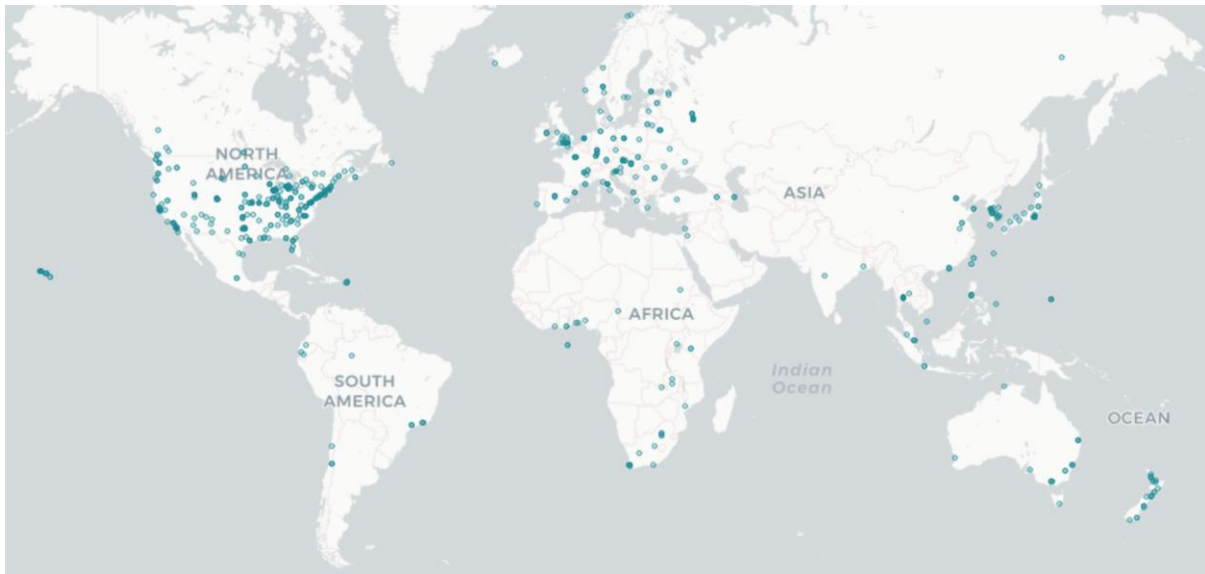 NORTH
AMERICA
ASIA
AFRICA
SOUTH
AMERICA
Indian
Ocean
OCEAN